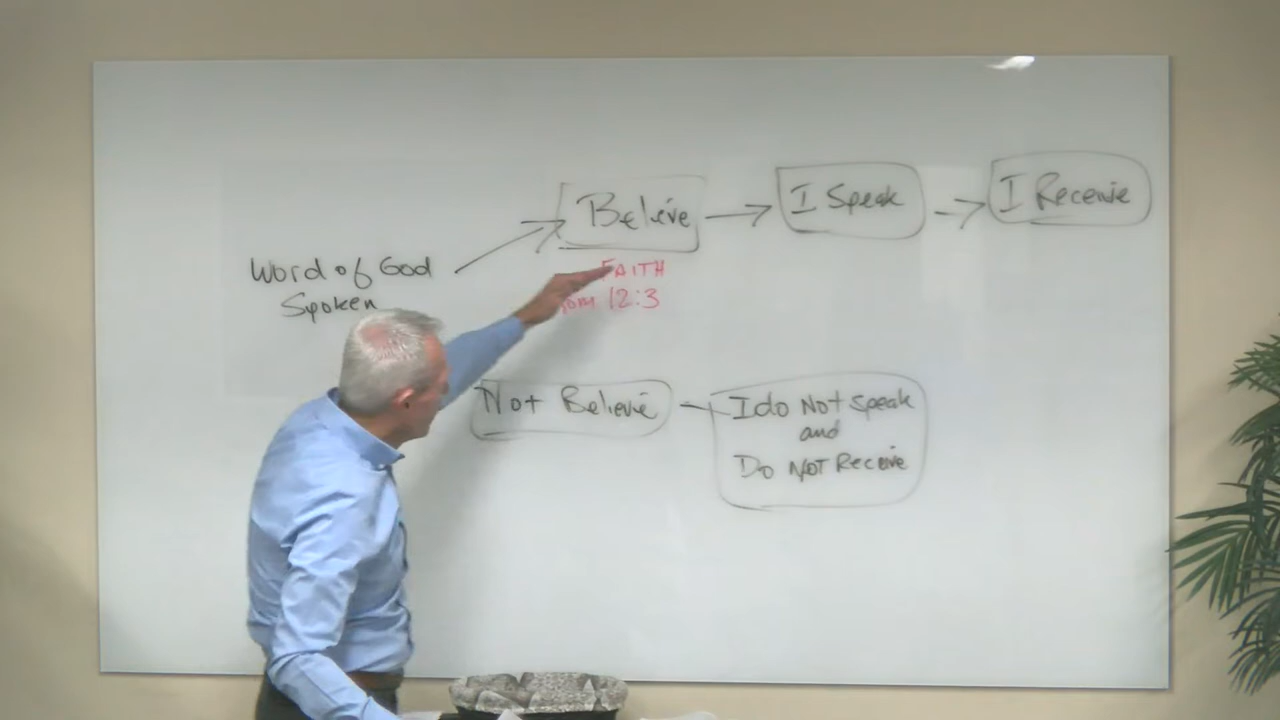 Word of God
Spoken
Believe
FAITH
Rom 12:3
I Speak
I Receive
Not Believe
I do Not Speak
and
Do NOT Receive